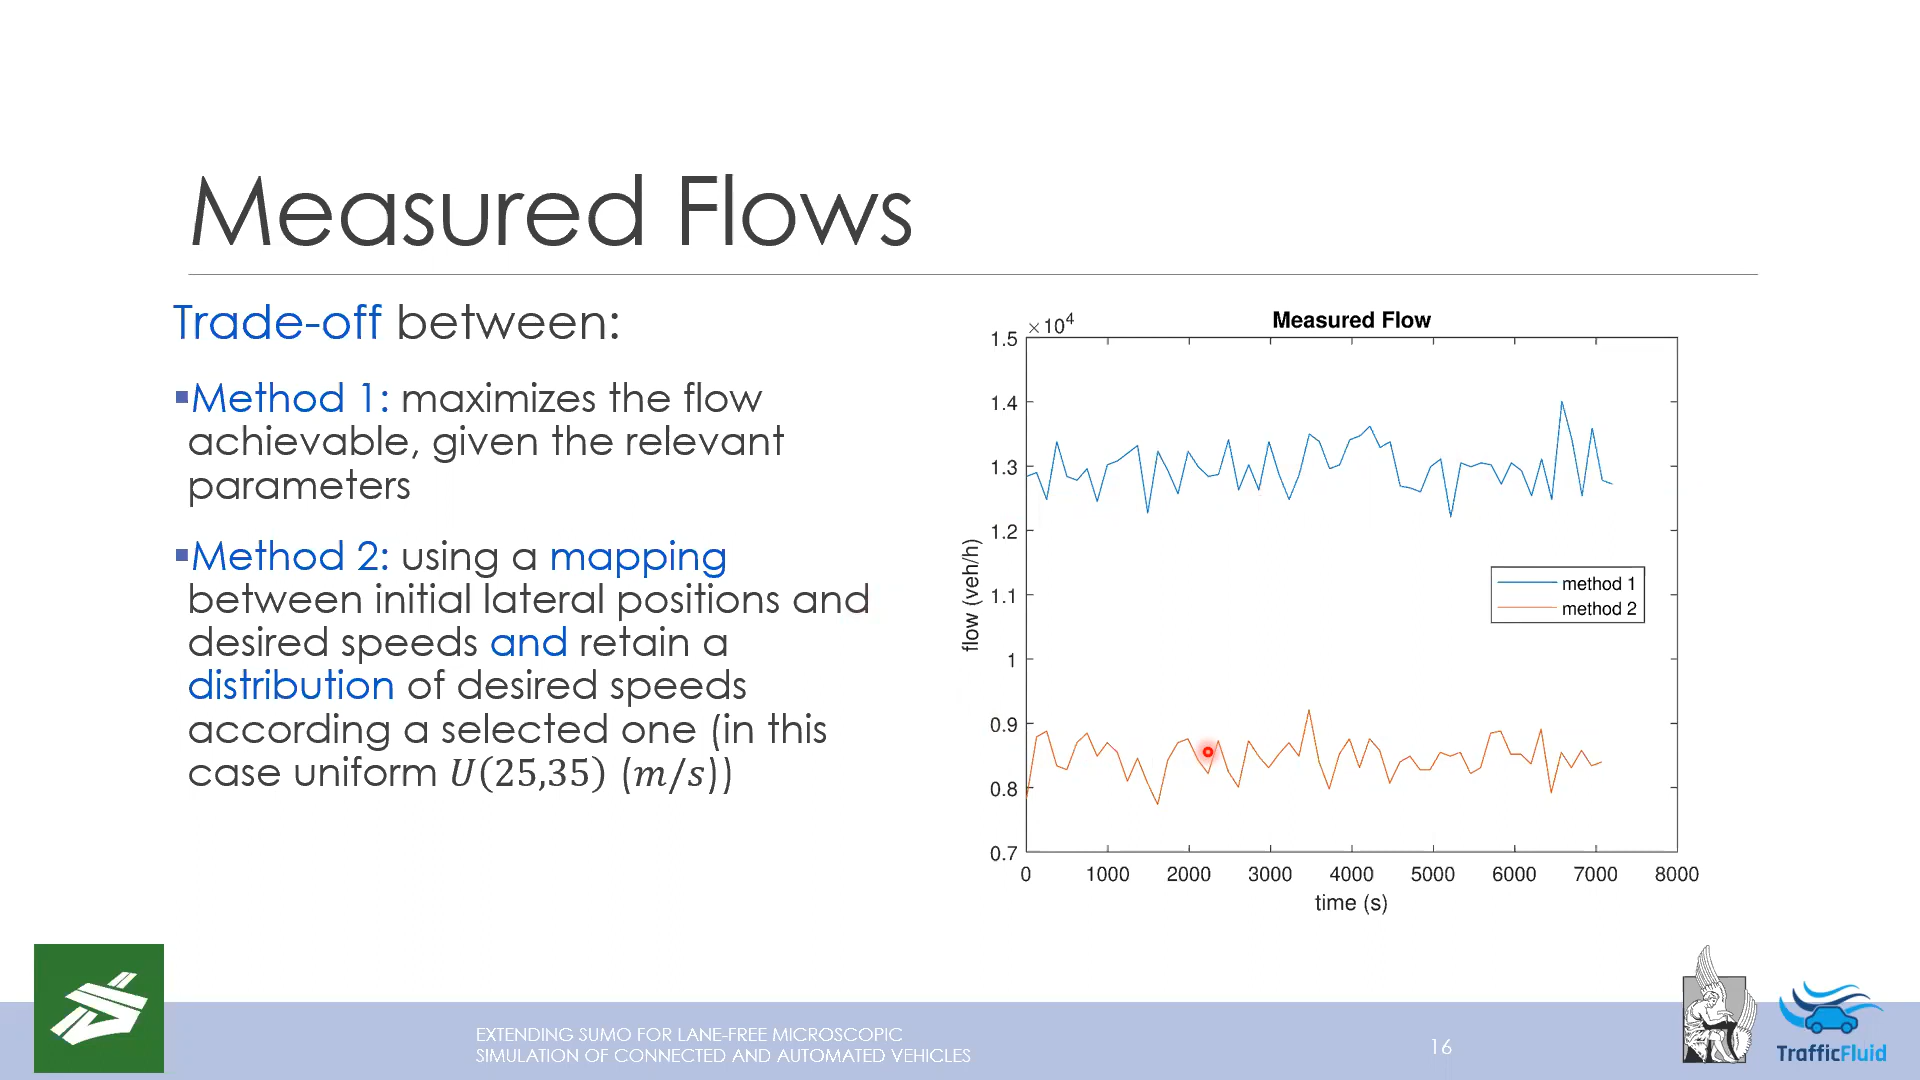 Measured Flows
Trade-off between:
▪Method 1: maximizes the flow
achievable, given the relevant
parameters
▪Method 2: using a mapping
between initial lateral positions and
desired speeds and retain a
distribution of desired speeds
according a selected one (in this
case uniform U(25,35) (m/s))
Measured Flow
×10⁴
1.5
1.4
1.3
1.2
1.1
1
0.9
0.8
0.7
flow (veh/h)
method 1
method 2
0 1000 2000 3000 4000 5000 6000 7000 8000
time (s)
EXTENDING SUMO FOR LANE-FREE MICROSCOPIC
SIMULATION OF CONNECTED AND AUTOMATED VEHICLES
16
TrafficFluid